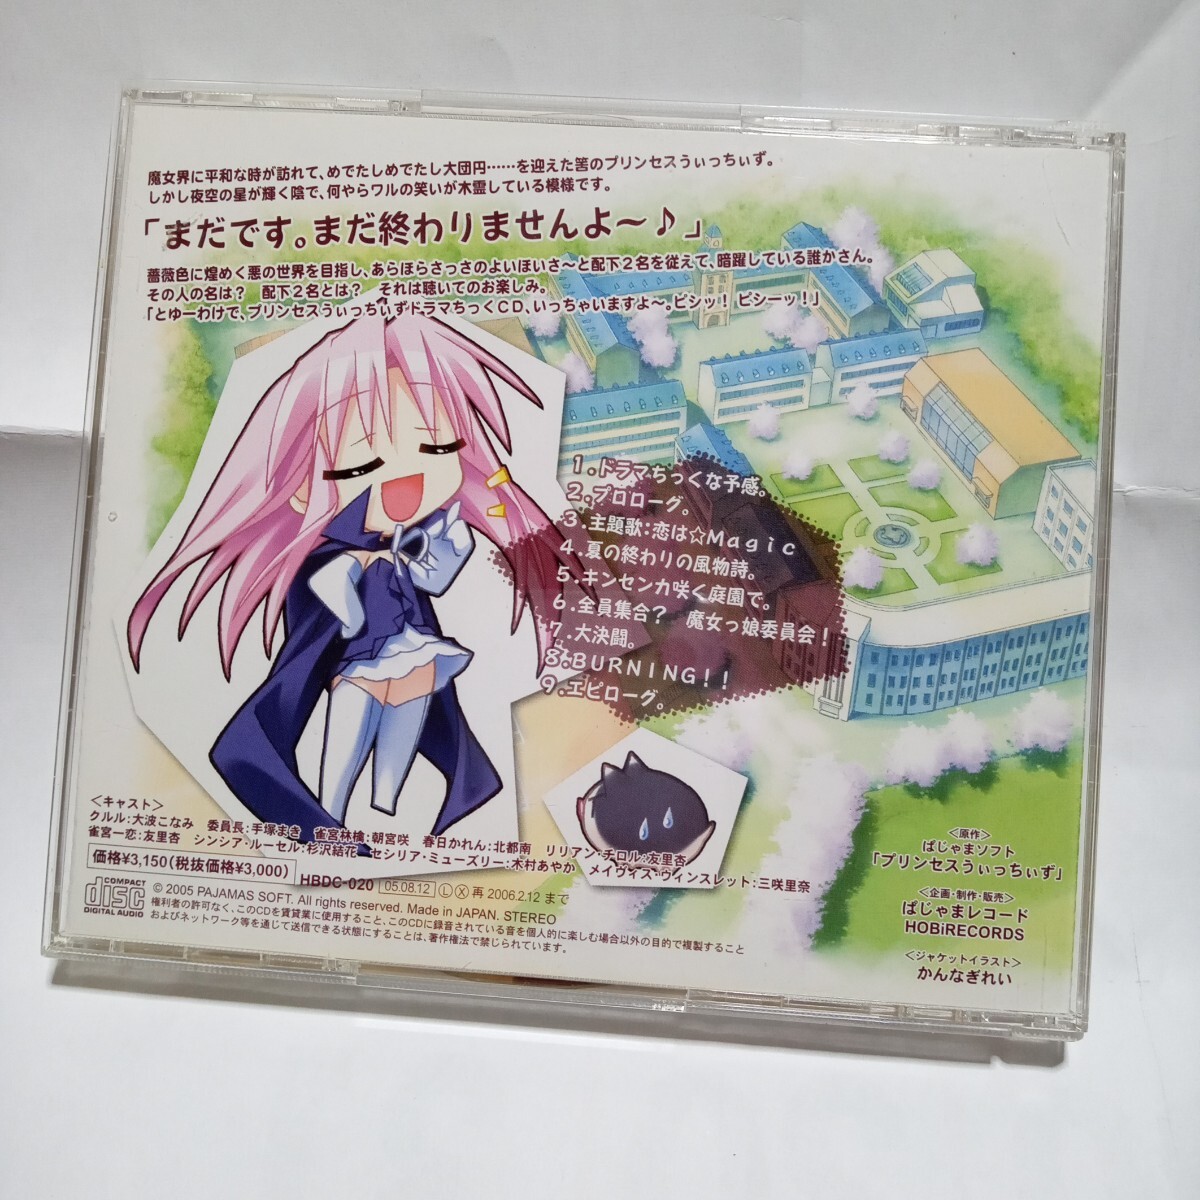 魔女界に平和な時が訪れて、めでたしめでたし大団円……を迎えた筈のプリンセスうぃっちぃず。
しかし夜空の星が輝く陰で、何やらワルの笑いが木霊している模様です。
「まだです。まだ終わりませんよ～♪」
薔薇色に煌めく悪の世界を目指し、あらほらさっさのよいほいさ～と配下２名を従えて、暗躍している誰かさん。
その人の名は？　配下２名とは？　それは聴いてのお楽しみ。
「とゆーわけで、プリンセスうぃっちぃずドラマちっくＣＤ、いっちゃいますよ～。ビシッ！ ビシーッ！」
1.ドラマちっくな予感。
2.プロローグ。
3.主題歌:恋は☆Magic
4.夏の終わりの風物詩。
5.キンセンカ咲く庭園で。
6.全員集合？　魔女っ娘委員会！
7.大決闘。
8.BURNING!!
9.エピローグ。
＜キャスト＞
クルル:大波こなみ　委員長:手塚まき　雀宮林檎:朝宮咲　春日かれん:北都南　リリアン・チロル:友里杏
雀宮一恋:友里杏　シンシア・ルーセル:杉沢結花　セシリア・ミューズリー:木村あやか　メイヴィス・ウィンスレット:三咲里奈
価格¥3,150(税抜価格¥3,000)
HBDC-020 05.08.12 Ⓛ Ⓧ 再 2006.2.12 まで
COMPACT disc DIGITAL AUDIO
© 2005 PAJAMAS SOFT. All rights reserved. Made in JAPAN. STEREO
権利者の許可なく、このCDを賃貸業に使用すること、このCDに録音されている音を個人的に楽しむ場合以外の目的で複製すること
およびネットワーク等を通じて送信できる状態にすることは、著作権法で禁じられています。
＜原作＞
ぱじゃまソフト
「プリンセスうぃっちぃず」
＜企画・制作・販売＞
ぱじゃまレコード
HOBiRECORDS
＜ジャケットイラスト＞
かんなぎれい